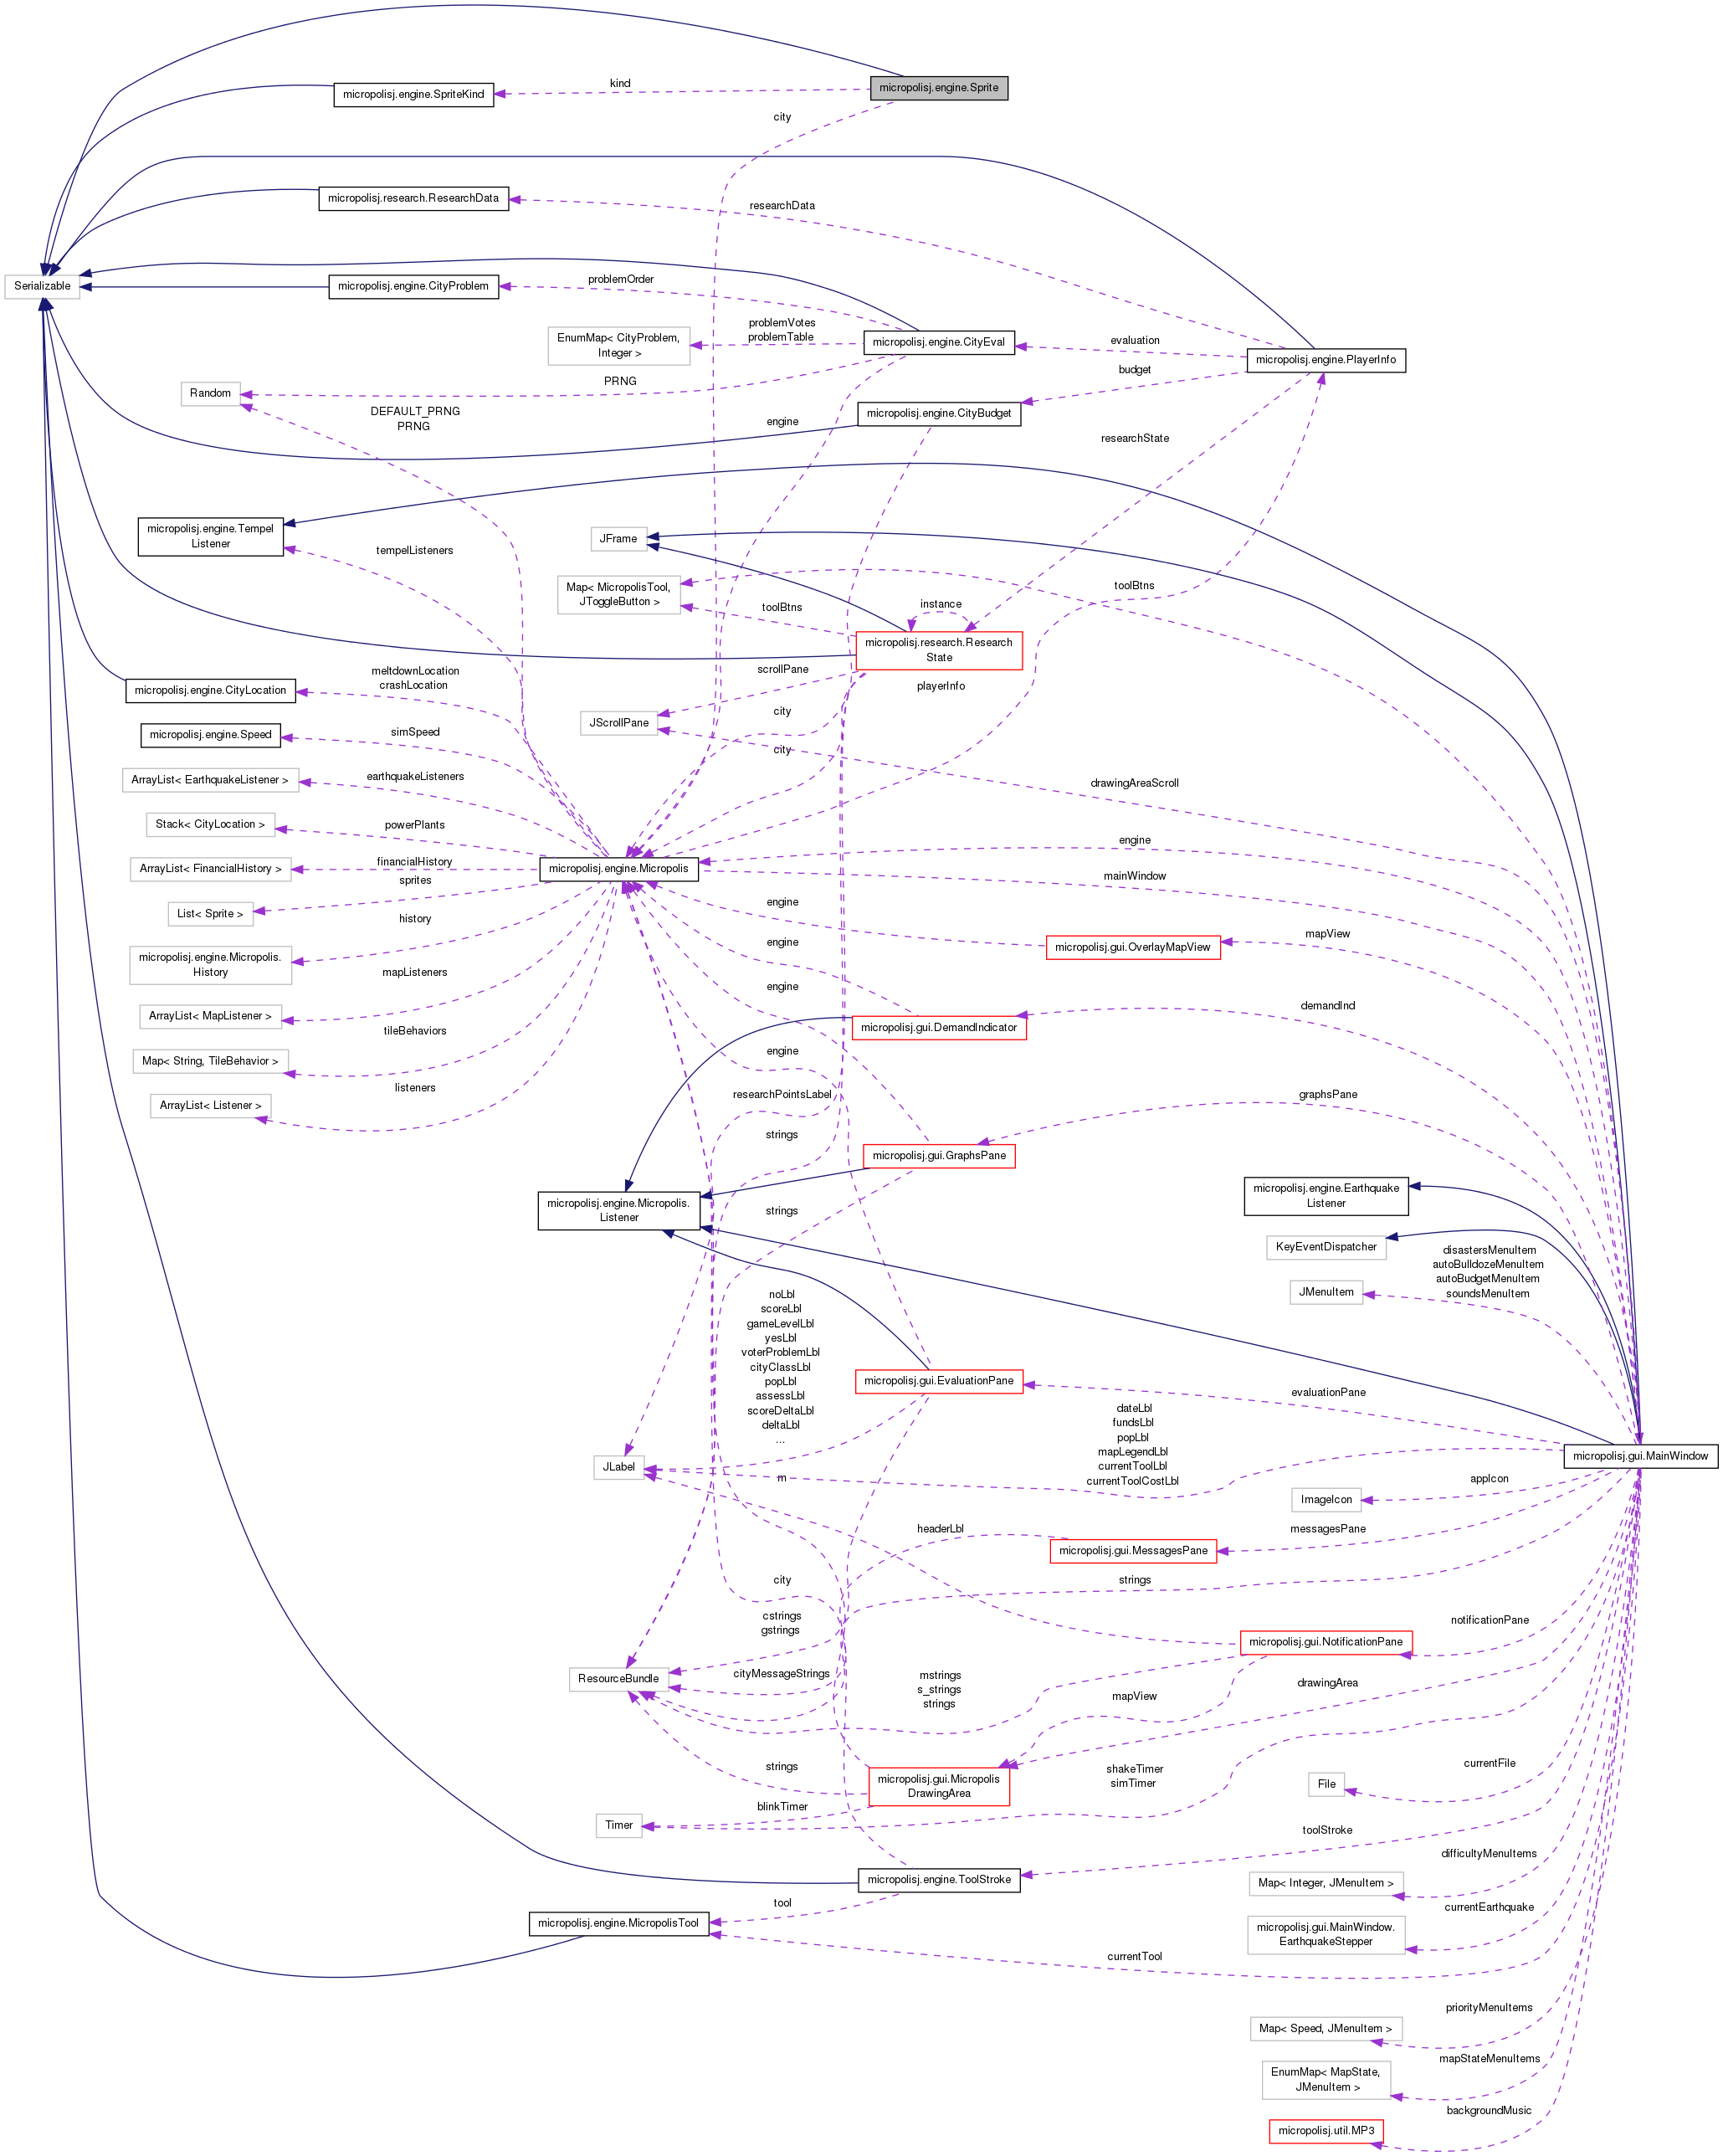 kind
micropolisj.engine.Sprite
micropolisj.engine.SpriteKind
city
micropolisj.research.ResearchData
researchData
Serializable
micropolisj.engine.CityProblem
problemOrder
EnumMap< CityProblem,
Integer >
problemVotes
problemTable
micropolisj.engine.CityEval
evaluation
micropolisj.engine.PlayerInfo
Random
PRNG
budget
DEFAULT_PRNG
PRNG
engine
micropolisj.engine.CityBudget
researchState
micropolisj.engine.Tempel
Listener
tempelListeners
JFrame
Map< MicropolisTool,
JToggleButton >
toolBtns
instance
toolBtns
micropolisj.research.Research
State
scrollPane
meltdownLocation
crashLocation
micropolisj.engine.CityLocation
playerInfo
JScrollPane
city
micropolisj.engine.Speed
simSpeed
city
ArrayList< EarthquakeListener >
earthquakeListeners
drawingAreaScroll
Stack< CityLocation >
powerPlants
engine
ArrayList< FinancialHistory >
financialHistory
micropolisj.engine.Micropolis
mainWindow
sprites
List< Sprite >
history
engine
mapView
micropolisj.engine.Micropolis.
History
engine
micropolisj.gui.OverlayMapView
mapListeners
engine
ArrayList< MapListener >
demandInd
micropolisj.gui.DemandIndicator
tileBehaviors
Map< String, TileBehavior >
engine
listeners
ArrayList< Listener >
researchPointsLabel
graphsPane
strings
micropolisj.gui.GraphsPane
micropolisj.engine.Micropolis.
Listener
strings
micropolisj.engine.Earthquake
Listener
KeyEventDispatcher
disastersMenuItem
autoBulldozeMenuItem
autoBudgetMenuItem
soundsMenuItem
JMenuItem
noLbl
scoreLbl
gameLevelLbl
yesLbl
voterProblemLbl
cityClassLbl
popLbl
assessLbl
scoreDeltaLbl
deltaLbl
...
micropolisj.gui.EvaluationPane
evaluationPane
dateLbl
fundsLbl
popLbl
mapLegendLbl
currentToolLbl
currentToolCostLbl
micropolisj.gui.MainWindow
JLabel
m
appIcon
ImageIcon
headerLbl
messagesPane
micropolisj.gui.MessagesPane
city
strings
cstrings
gstrings
notificationPane
micropolisj.gui.NotificationPane
ResourceBundle
cityMessageStrings
mstrings
s_strings
strings
mapView
drawingArea
strings
micropolisj.gui.Micropolis
DrawingArea
shakeTimer
simTimer
currentFile
File
Timer
blinkTimer
toolStroke
difficultyMenuItems
micropolisj.engine.ToolStroke
Map< Integer, JMenuItem >
tool
currentEarthquake
micropolisj.engine.MicropolisTool
micropolisj.gui.MainWindow.
EarthquakeStepper
currentTool
priorityMenuItems
Map< Speed, JMenuItem >
mapStateMenuItems
EnumMap< MapState,
JMenuItem >
backgroundMusic
micropolisj.util.MP3